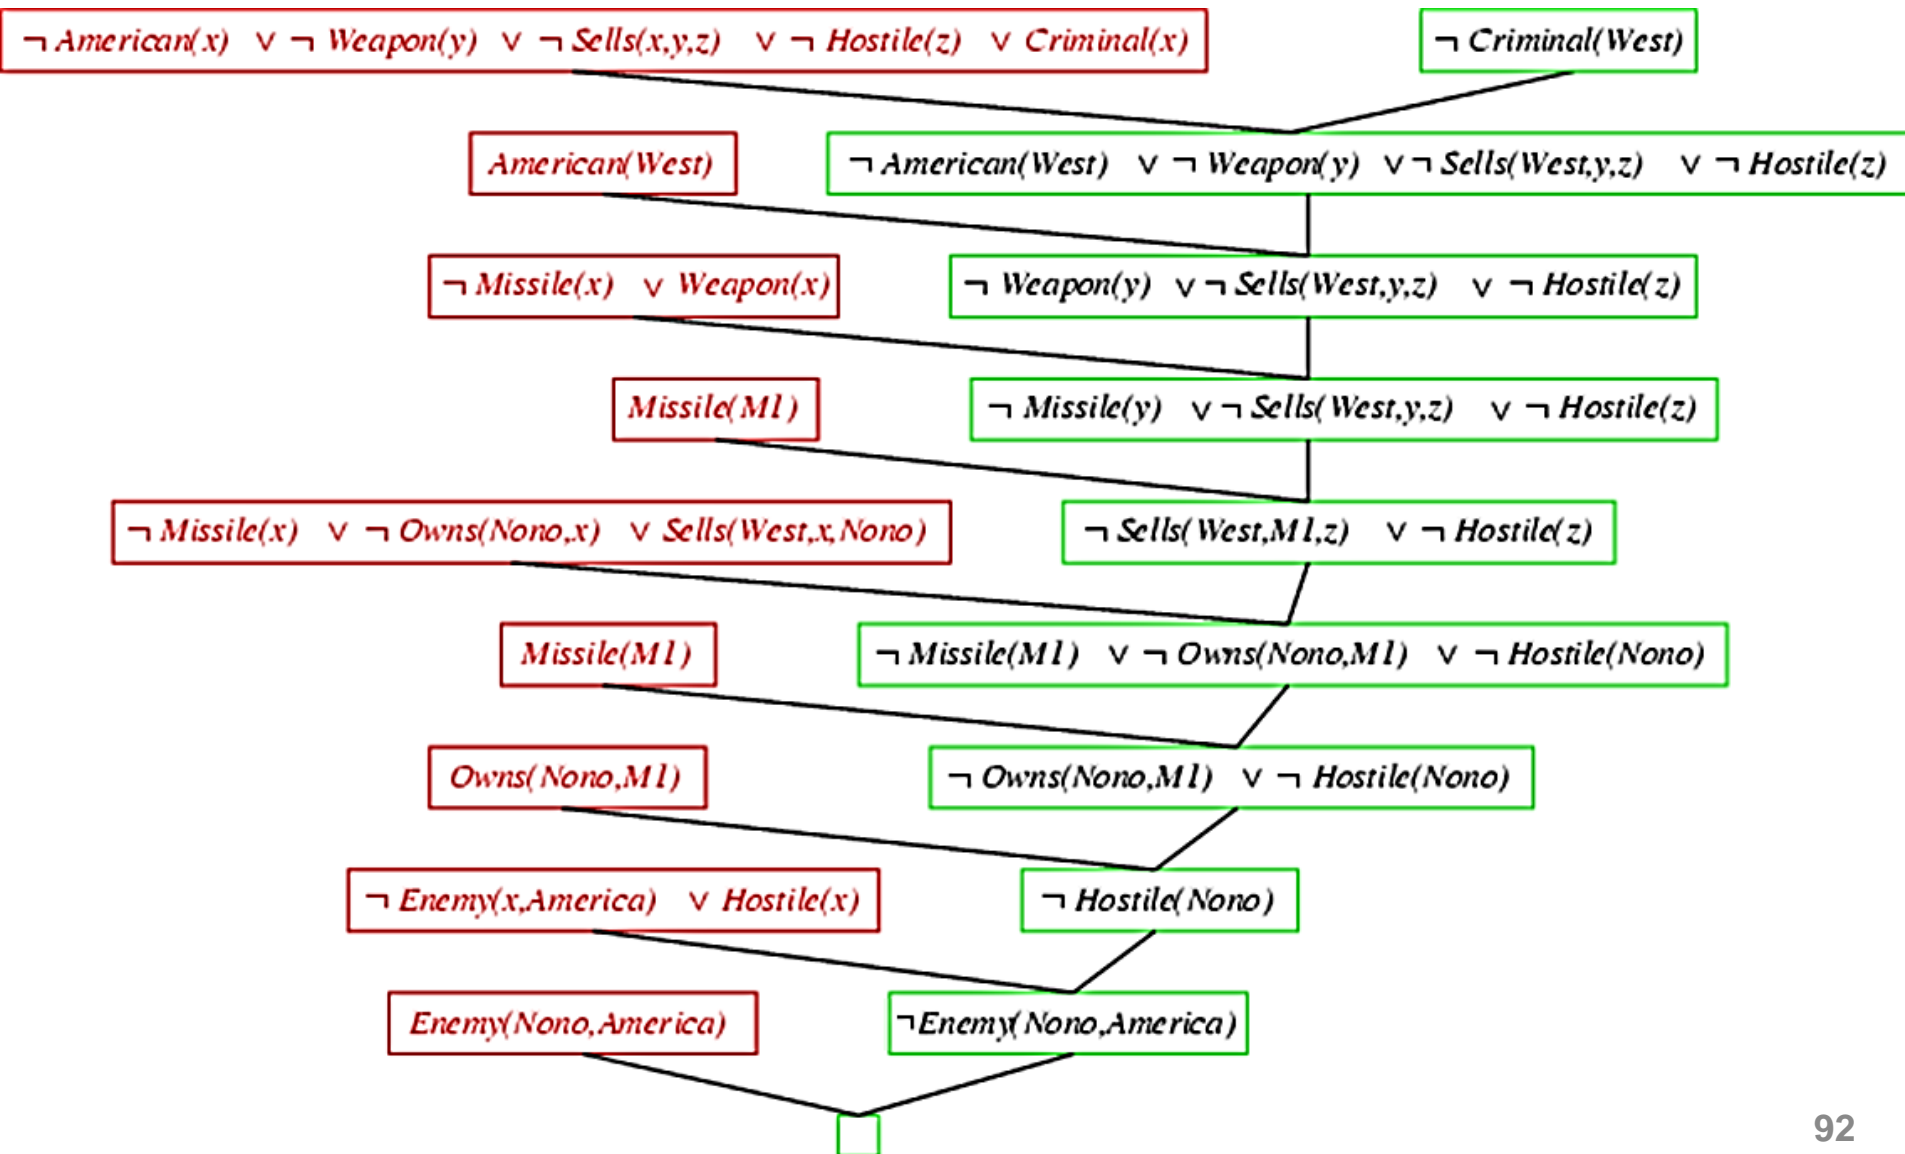 ¬ American(x) ∨ ¬ Weapon(y) ∨ ¬ Sells(x,y,z) ∨ ¬ Hostile(z) ∨ Criminal(x) ¬ Criminal(West)
American(West) ¬ American(West) ∨ ¬ Weapon(y) ∨ ¬ Sells(West,y,z) ∨ ¬ Hostile(z)
¬ Missile(x) ∨ Weapon(x) ¬ Weapon(y) ∨ ¬ Sells(West,y,z) ∨ ¬ Hostile(z)
Missile(M1) ¬ Missile(y) ∨ ¬ Sells(West,y,z) ∨ ¬ Hostile(z)
¬ Missile(x) ∨ ¬ Owns(Nono,x) ∨ Sells(West,x,Nono) ¬ Sells(West,M1,z) ∨ ¬ Hostile(z)
Missile(M1) ¬ Missile(M1) ∨ ¬ Owns(Nono,M1) ∨ ¬ Hostile(Nono)
Owns(Nono,M1) ¬ Owns(Nono,M1) ∨ ¬ Hostile(Nono)
¬ Enemy(x,America) ∨ Hostile(x) ¬ Hostile(Nono)
Enemy(Nono,America) ¬Enemy(Nono,America)
92